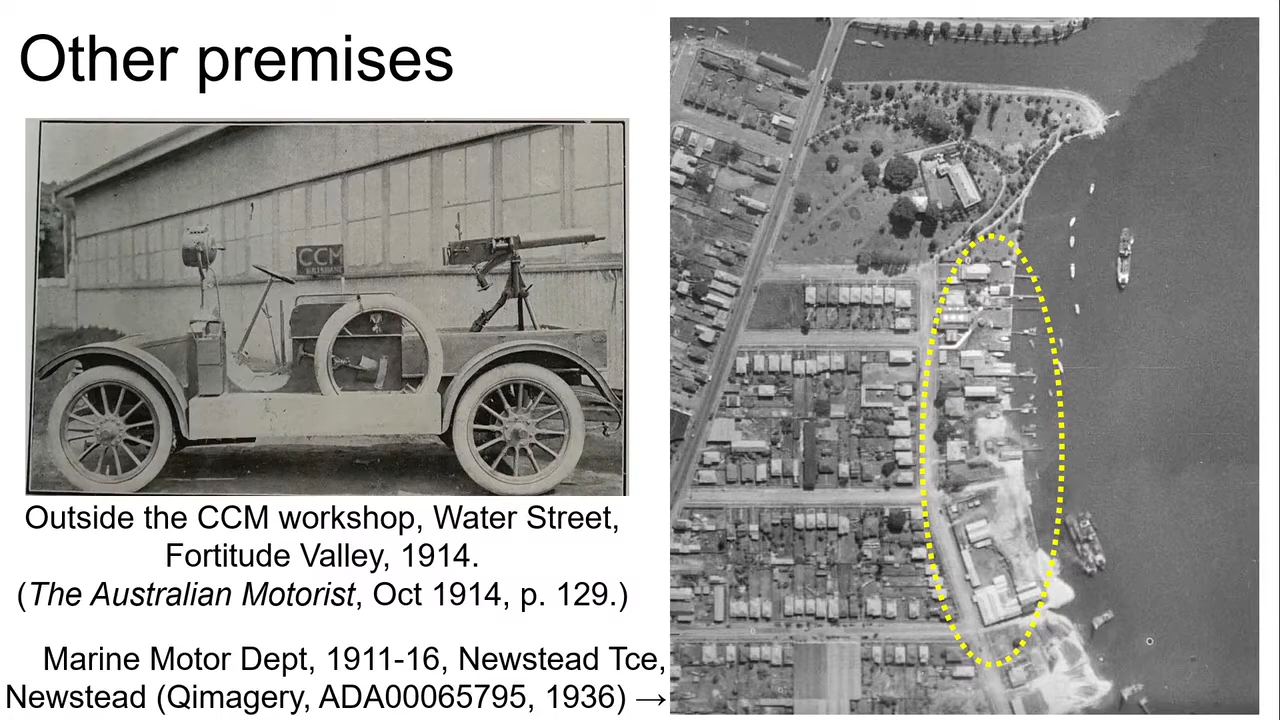 Other premises
CCM
BRISBANE
Outside the CCM workshop, Water Street,
Fortitude Valley, 1914.
(The Australian Motorist, Oct 1914, p. 129.)
Marine Motor Dept, 1911-16, Newstead Tce,
Newstead (Qimagery, ADA00065795, 1936) →